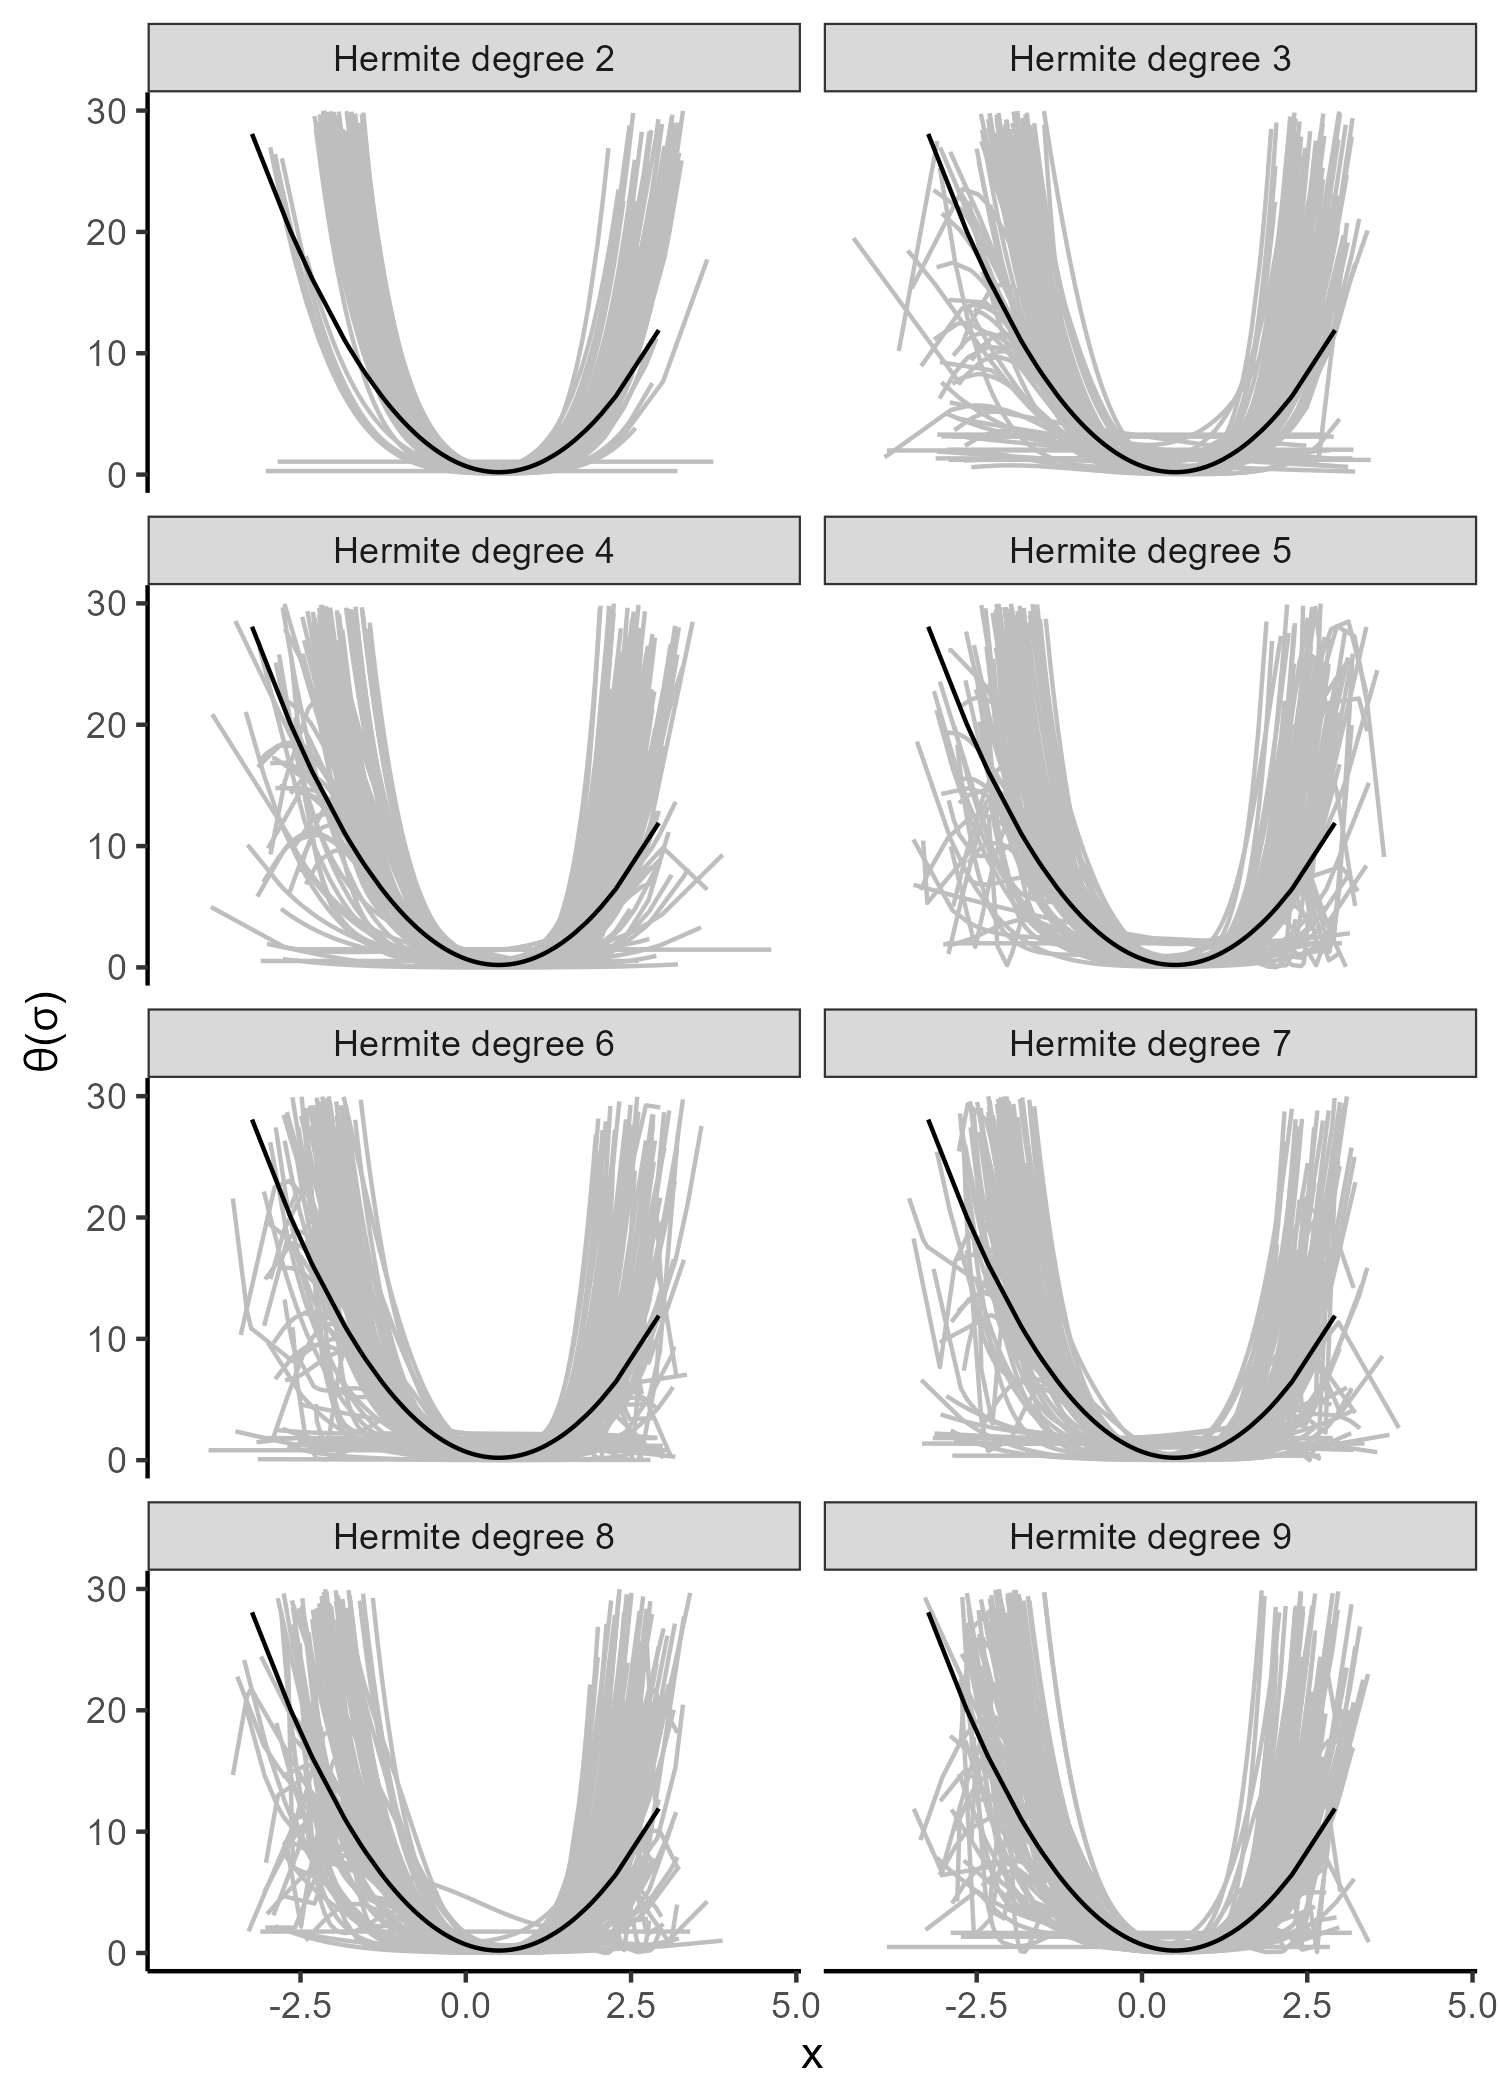 Hermite degree 2
Hermite degree 3
30
20
10
0
Hermite degree 4
Hermite degree 5
30
20
10
0
θ(σ)
Hermite degree 6
Hermite degree 7
30
20
10
0
Hermite degree 8
Hermite degree 9
30
20
10
0
-2.5 0.0 2.5 5.0 -2.5 0.0 2.5 5.0
x